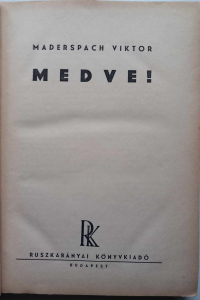 MADERSPACH VIKTOR
MEDVE!
RK
RUSZKABÁNYAI KÖNYVKIADÓ
BUDAPEST